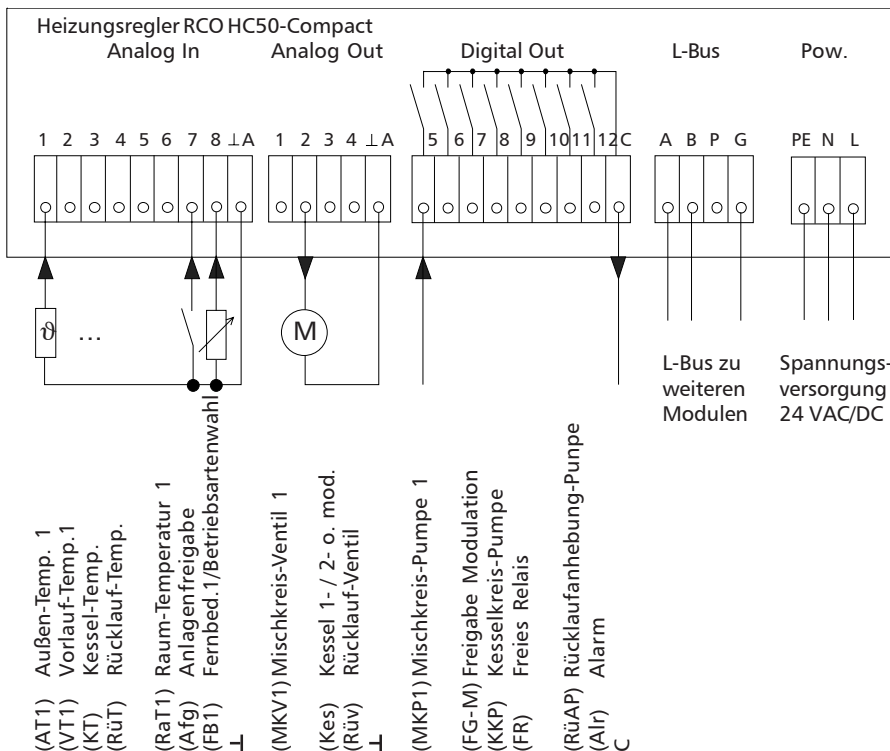 Heizungsregler RCO HC50-Compact
Analog In Analog Out Digital Out L-Bus Pow.
1 2 3 4 5 6 7 8 ⊥ A 1 2 3 4 ⊥ A 5 6 7 8 9 10 11 12 C A B P G PE N L
ϑ ... M
L-Bus zu
weiteren
Modulen
Spannungs-
versorgung
24 VAC/DC
(AT1) Außen-Temp. 1
(VT1) Vorlauf-Temp.1
(KT) Kessel-Temp.
(RüT) Rücklauf-Temp.
(RaT1) Raum-Temperatur 1
(Afg) Anlagenfreigabe
(FB1) Fernbed.1/Betriebsartenwahl
⊥
(MKV1) Mischkreis-Ventil 1
(Kes) Kessel 1- / 2- o. mod.
(Rüv) Rücklauf-Ventil
⊥
(MKP1) Mischkreis-Pumpe 1
(FG-M) Freigabe Modulation
(KKP) Kesselkreis-Pumpe
(FR) Freies Relais
(RüAP) Rücklaufanhebung-Punpe
(Alr) Alarm
C